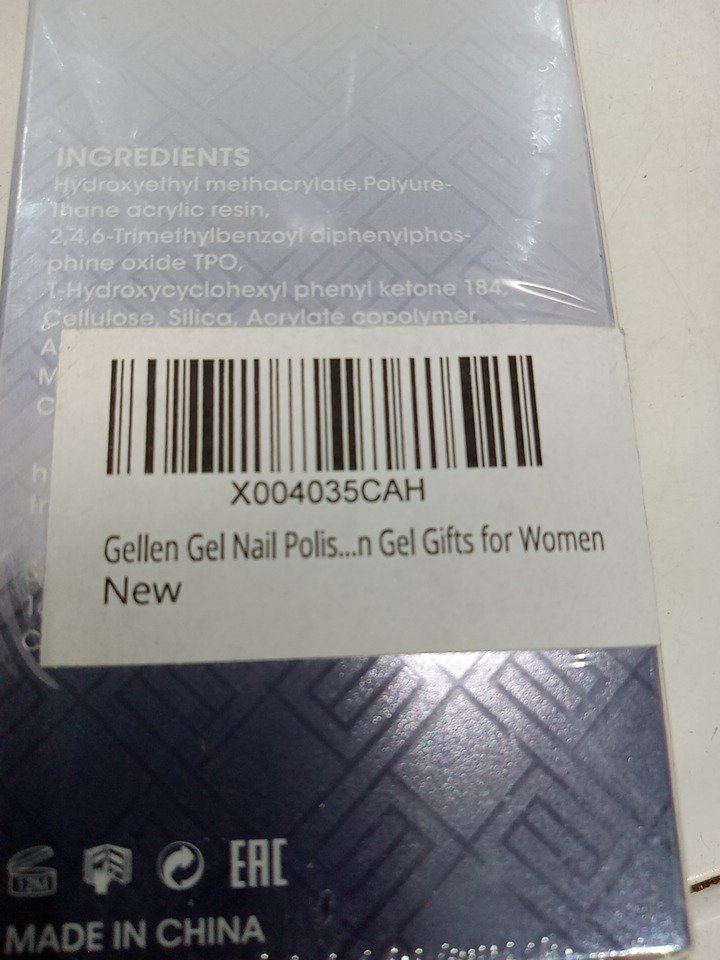 INGREDIENTS
Hydroxyethyl methacrylate,Polyure-
thane acrylic resin,
2,4,6-Trimethylbenzoyl diphenylphos-
phine oxide TPO,
1-Hydroxycyclohexyl phenyl ketone 184,
Cellulose, Silica, Acrylate copolymer,
A
M
C
X004035CAH
Gellen Gel Nail Polis...n Gel Gifts for Women
New
12M
EAC
MADE IN CHINA